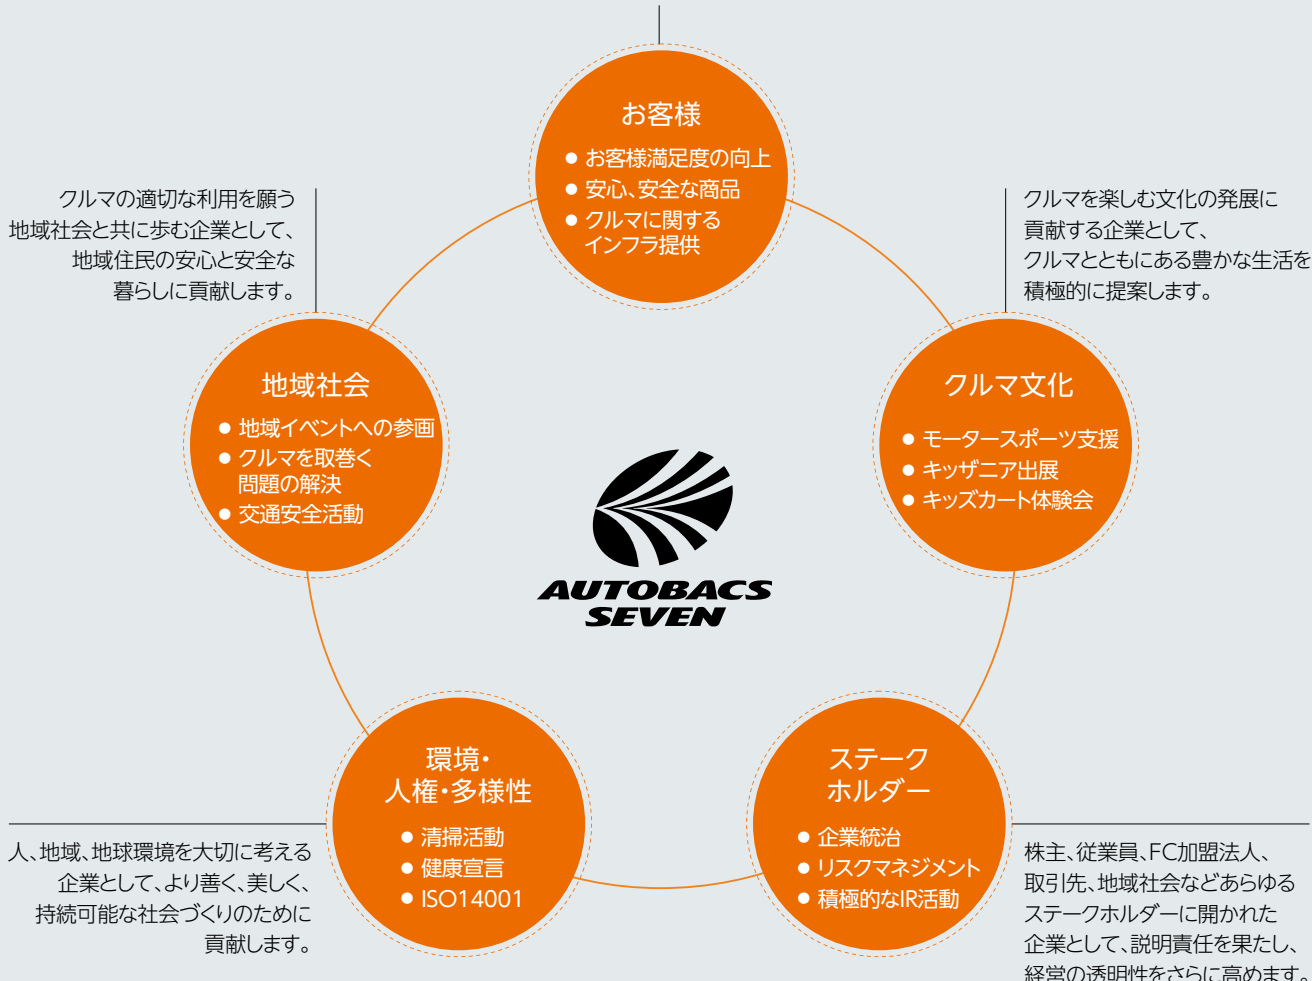 お客様
● お客様満足度の向上
● 安心、安全な商品
● クルマに関する
インフラ提供
クルマの適切な利用を願う
地域社会と共に歩む企業として、
地域住民の安心と安全な
暮らしに貢献します。
地域社会
● 地域イベントへの参画
● クルマを取巻く
問題の解決
● 交通安全活動
クルマを楽しむ文化の発展に
貢献する企業として、
クルマとともにある豊かな生活を
積極的に提案します。
クルマ文化
● モータースポーツ支援
● キッザニア出展
● キッズカート体験会
AUTOBACS
SEVEN
環境・
人権・多様性
● 清掃活動
● 健康宣言
● ISO14001
人、地域、地球環境を大切に考える
企業として、より善く、美しく、
持続可能な社会づくりのために
貢献します。
ステーク
ホルダー
● 企業統治
● リスクマネジメント
● 積極的なIR活動
株主、従業員、FC加盟法人、
取引先、地域社会などあらゆる
ステークホルダーに開かれた
企業として、説明責任を果たし、
経営の透明性をさらに高めます。